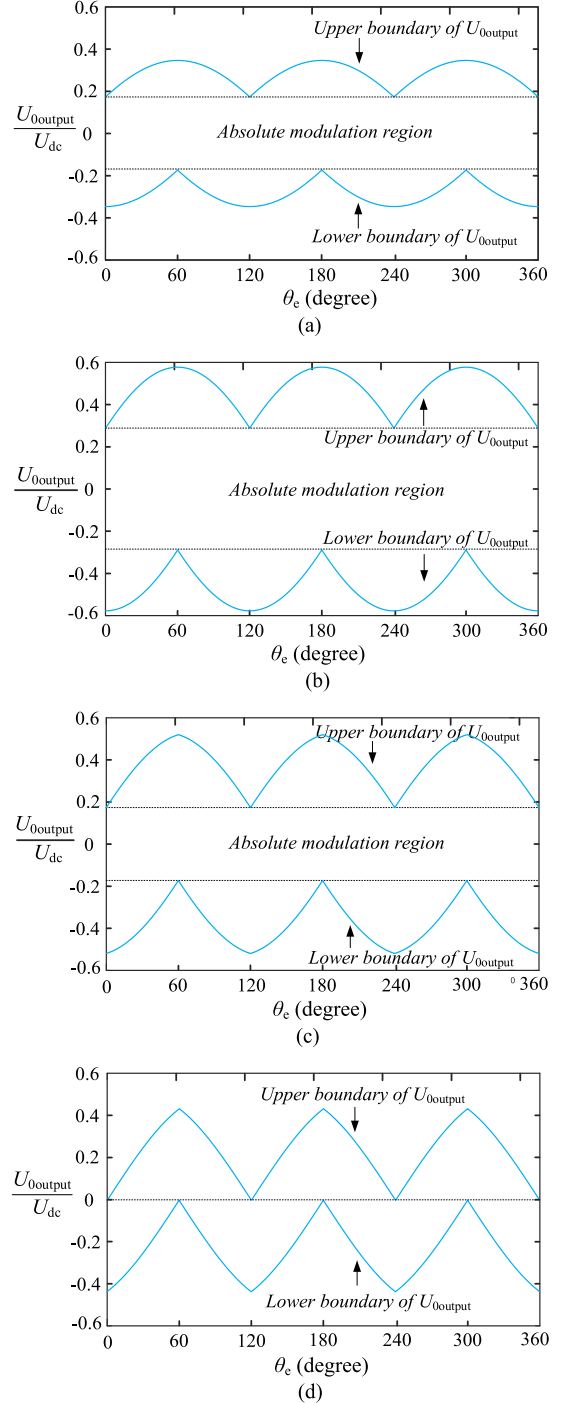 0.6
Upper boundary of U0output
0.4
0.2
U0output
Udc
0
Absolute modulation region
-0.2
-0.4
Lower boundary of U0output
-0.6
0 60 120 180 240 300 360
θe (degree)
(a)
0.6
0.4
Upper boundary of U0output
0.2
U0output
Udc
0
Absolute modulation region
-0.2
Lower boundary of U0output
-0.4
-0.6
0 60 120 180 240 300 360
θe (degree)
(b)
0.6
Upper boundary of U0output
0.4
0.2
U0output
Udc
0
Absolute modulation region
-0.2
-0.4
Lower boundary of U0output
-0.6
0 60 120 180 240 300 0 360
θe (degree)
(c)
0.6
Upper boundary of U0output
0.4
0.2
U0output
Udc
0
-0.2
-0.4
Lower boundary of U0output
-0.6
0 60 120 180 240 300 360
θe (degree)
(d)